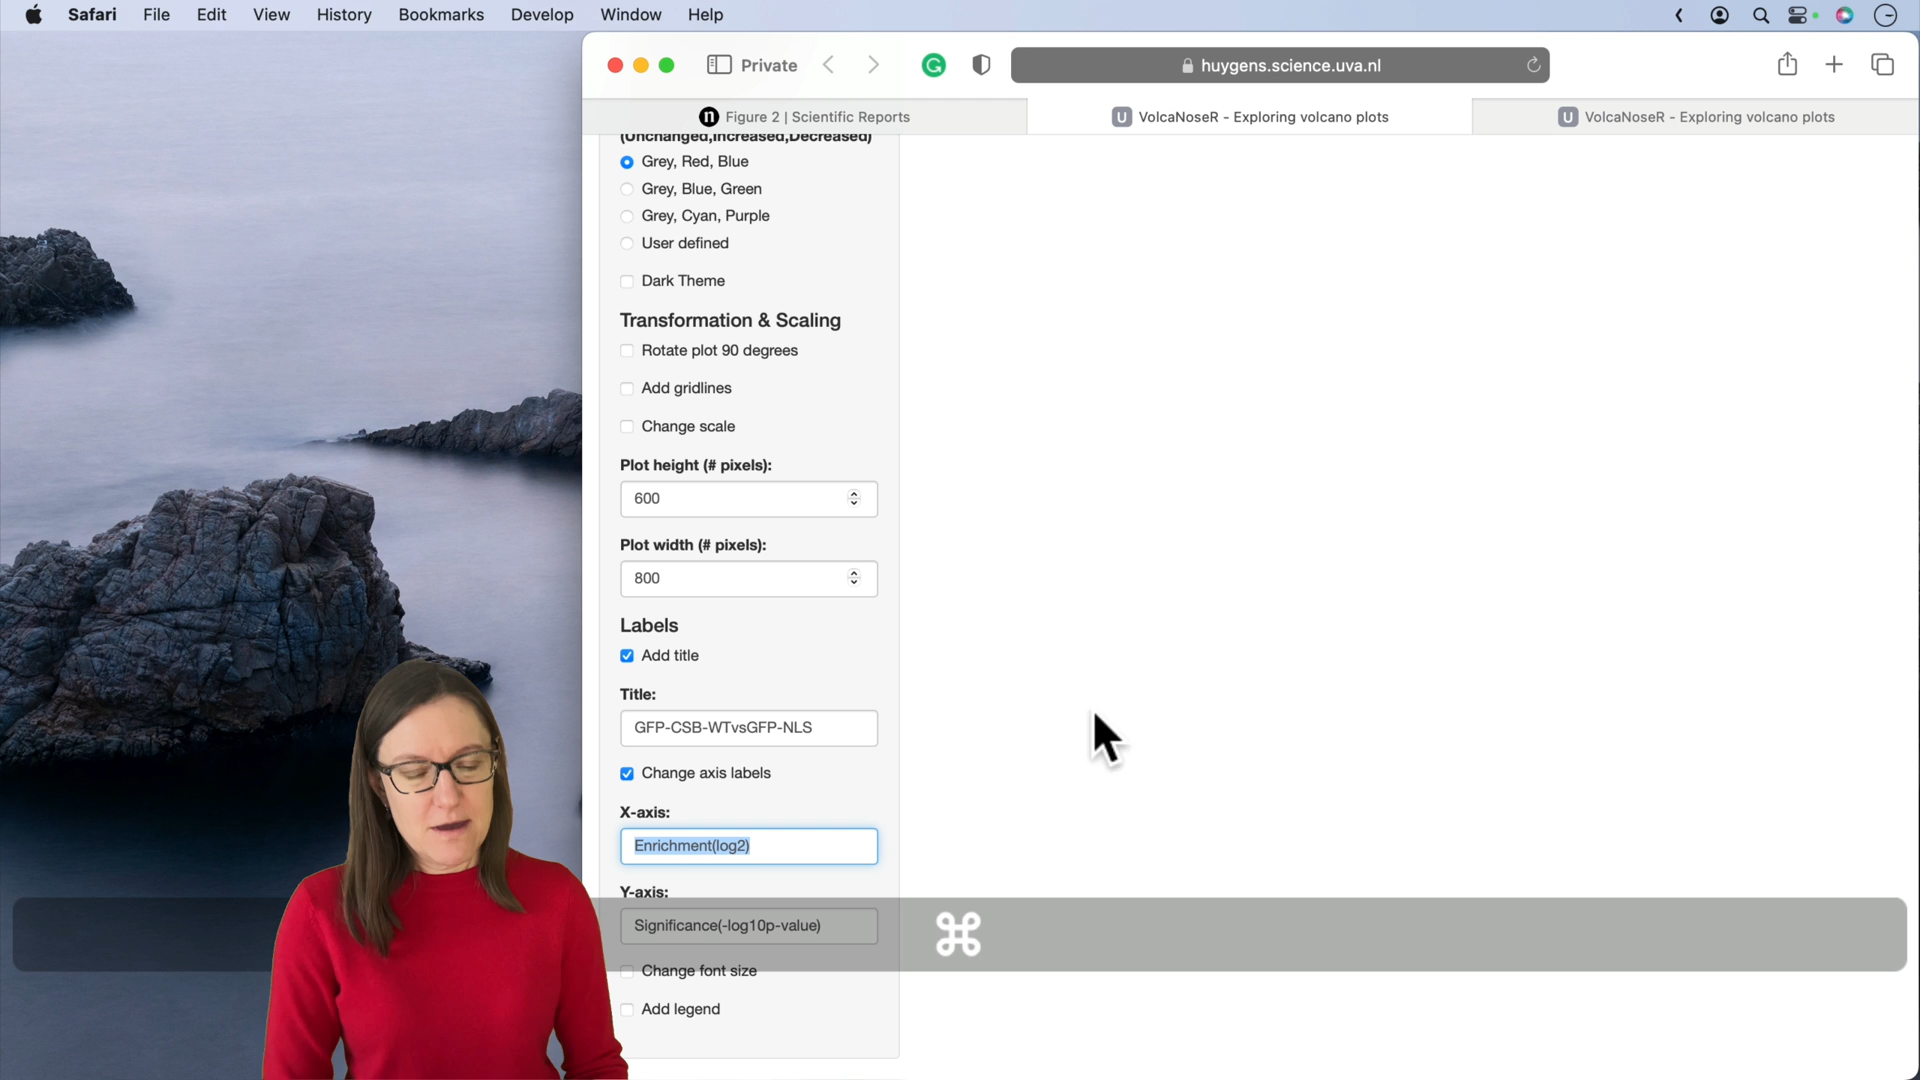 Safari File Edit View History Bookmarks Develop Window Help
Private
huygens.science.uva.nl
Figure 2 | Scientific Reports
VolcaNoseR - Exploring volcano plots
VolcaNoseR - Exploring volcano plots
(Unchanged,Increased,Decreased)
Grey, Red, Blue
Grey, Blue, Green
Grey, Cyan, Purple
User defined
Dark Theme
Transformation & Scaling
Rotate plot 90 degrees
Add gridlines
Change scale
Plot height (# pixels):
600
Plot width (# pixels):
800
Labels
Add title
Title:
GFP-CSB-WTvsGFP-NLS
Change axis labels
X-axis:
Enrichment(log2)
Y-axis:
Significance(-log10p-value)
Change font size
Add legend